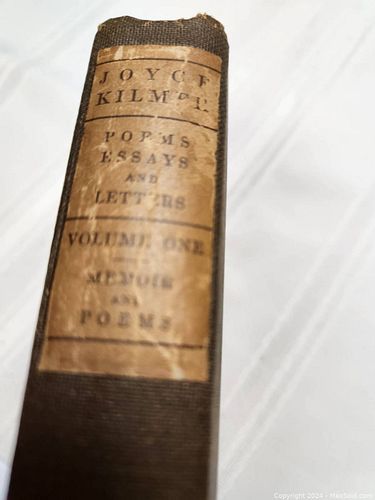 JOYCE
KILMER
POEMS
ESSAYS
AND
LETTERS
VOLUME ONE
MEMOIR
AND
POEMS
Copyright 2024 - MaxSold.com